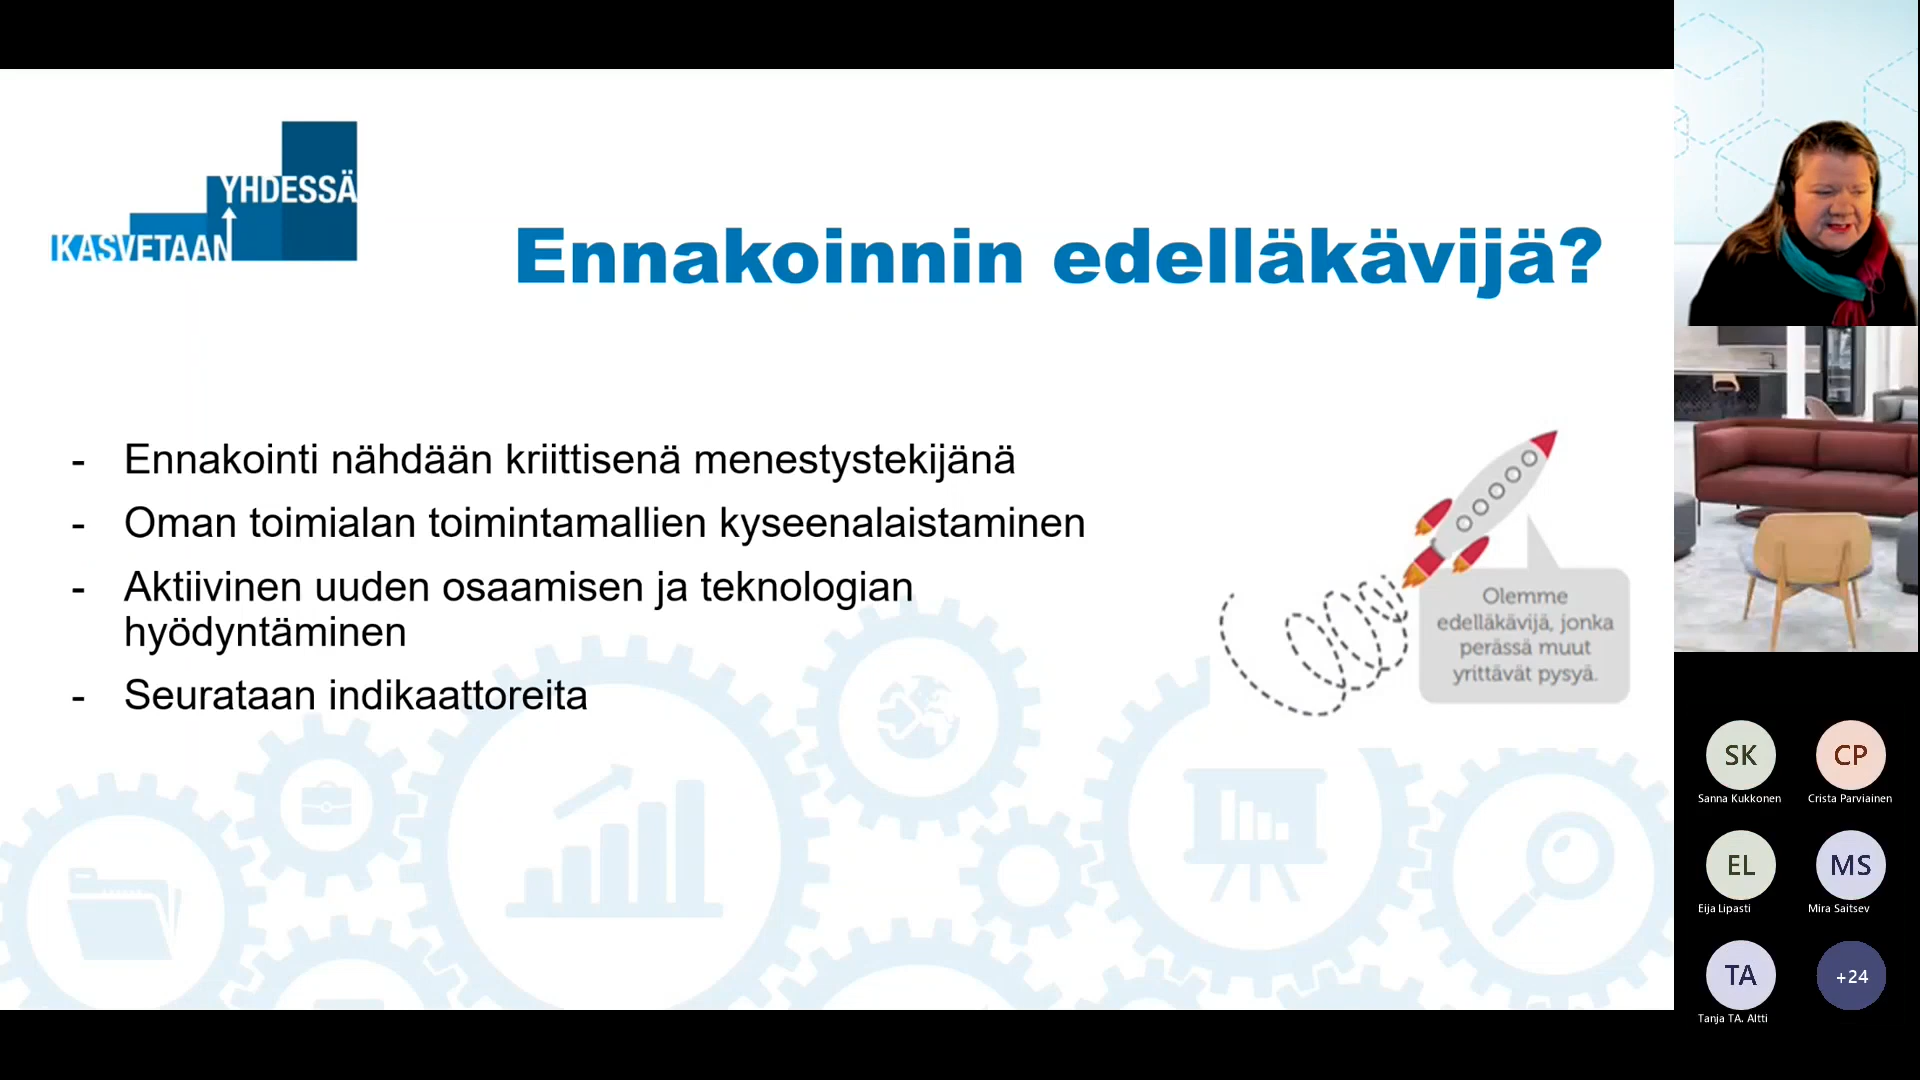 YHDESSÄ
KASVETAAN
Ennakoinnin edelläkävijä?
- Ennakointi nähdään kriittisenä menestystekijänä
- Oman toimialan toimintamallien kyseenalaistaminen
- Aktiivinen uuden osaamisen ja teknologian
hyödyntäminen
- Seurataan indikaattoreita
Olemme
edelläkävijä, jonka
perässä muut
yrittävät pysyä.
SK
Sanna Kukkonen
CP
Crista Parviainen
EL
Eija Lipasti
MS
Mira Saitsev
TA
Tanja TA. Altti
+24